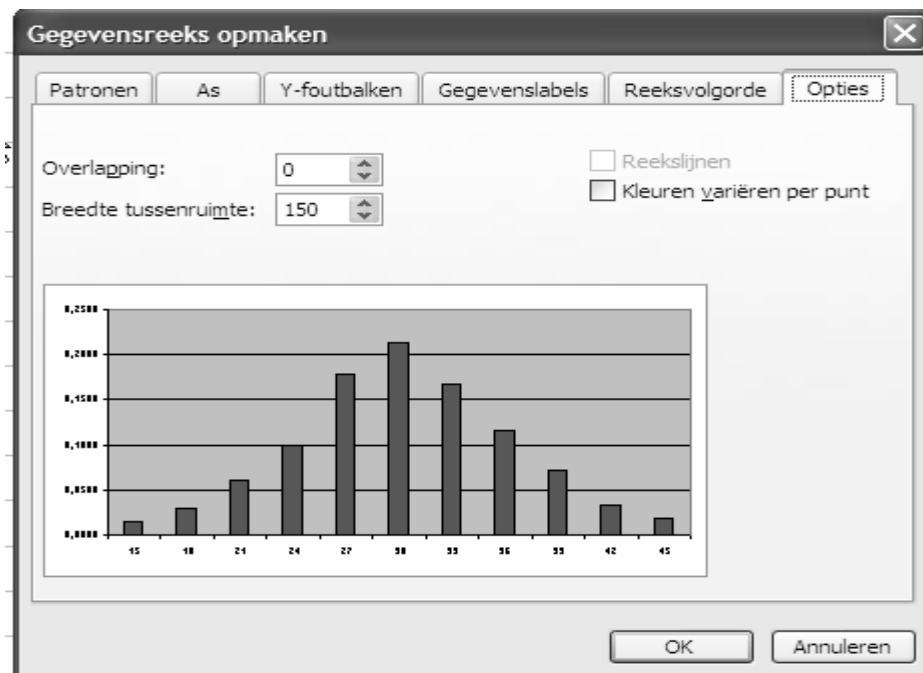 Gegevensreeks opmaken
Patronen As Y-foutbalken Gegevenslabels Reeksvolgorde Opties
Overlapping: 0
Reekslijnen
Kleuren variëren per punt
Breedte tussenruimte: 150
0,2500
0,2000
0,1500
0,1000
0,0500
0,0000
15 18 21 24 27 30 33 36 39 42 45
OK Annuleren